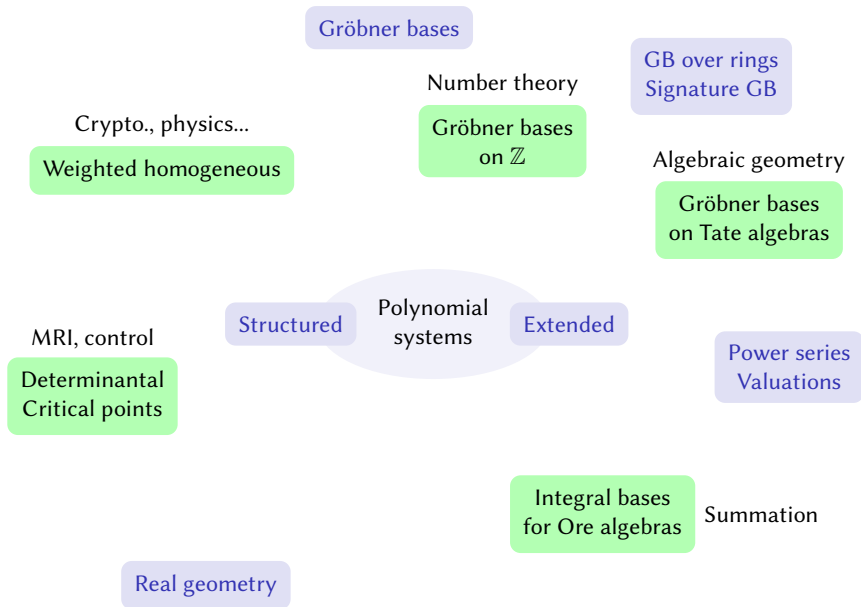 Gröbner bases
GB over rings
Signature GB
Number theory
Gröbner bases
on ℤ
Crypto., physics...
Weighted homogeneous
Algebraic geometry
Gröbner bases
on Tate algebras
Structured
Polynomial
systems
Extended
MRI, control
Determinantal
Critical points
Power series
Valuations
Integral bases
for Ore algebras
Summation
Real geometry